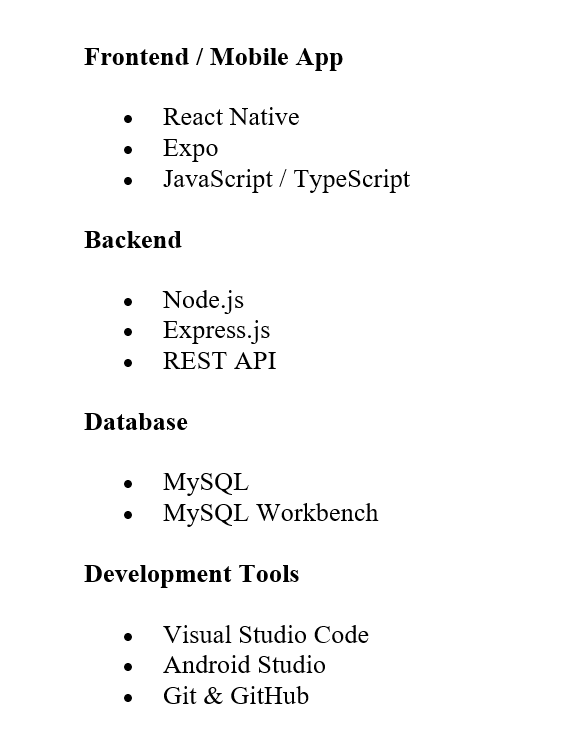 Frontend / Mobile App
• React Native
• Expo
• JavaScript / TypeScript
Backend
• Node.js
• Express.js
• REST API
Database
• MySQL
• MySQL Workbench
Development Tools
• Visual Studio Code
• Android Studio
• Git & GitHub